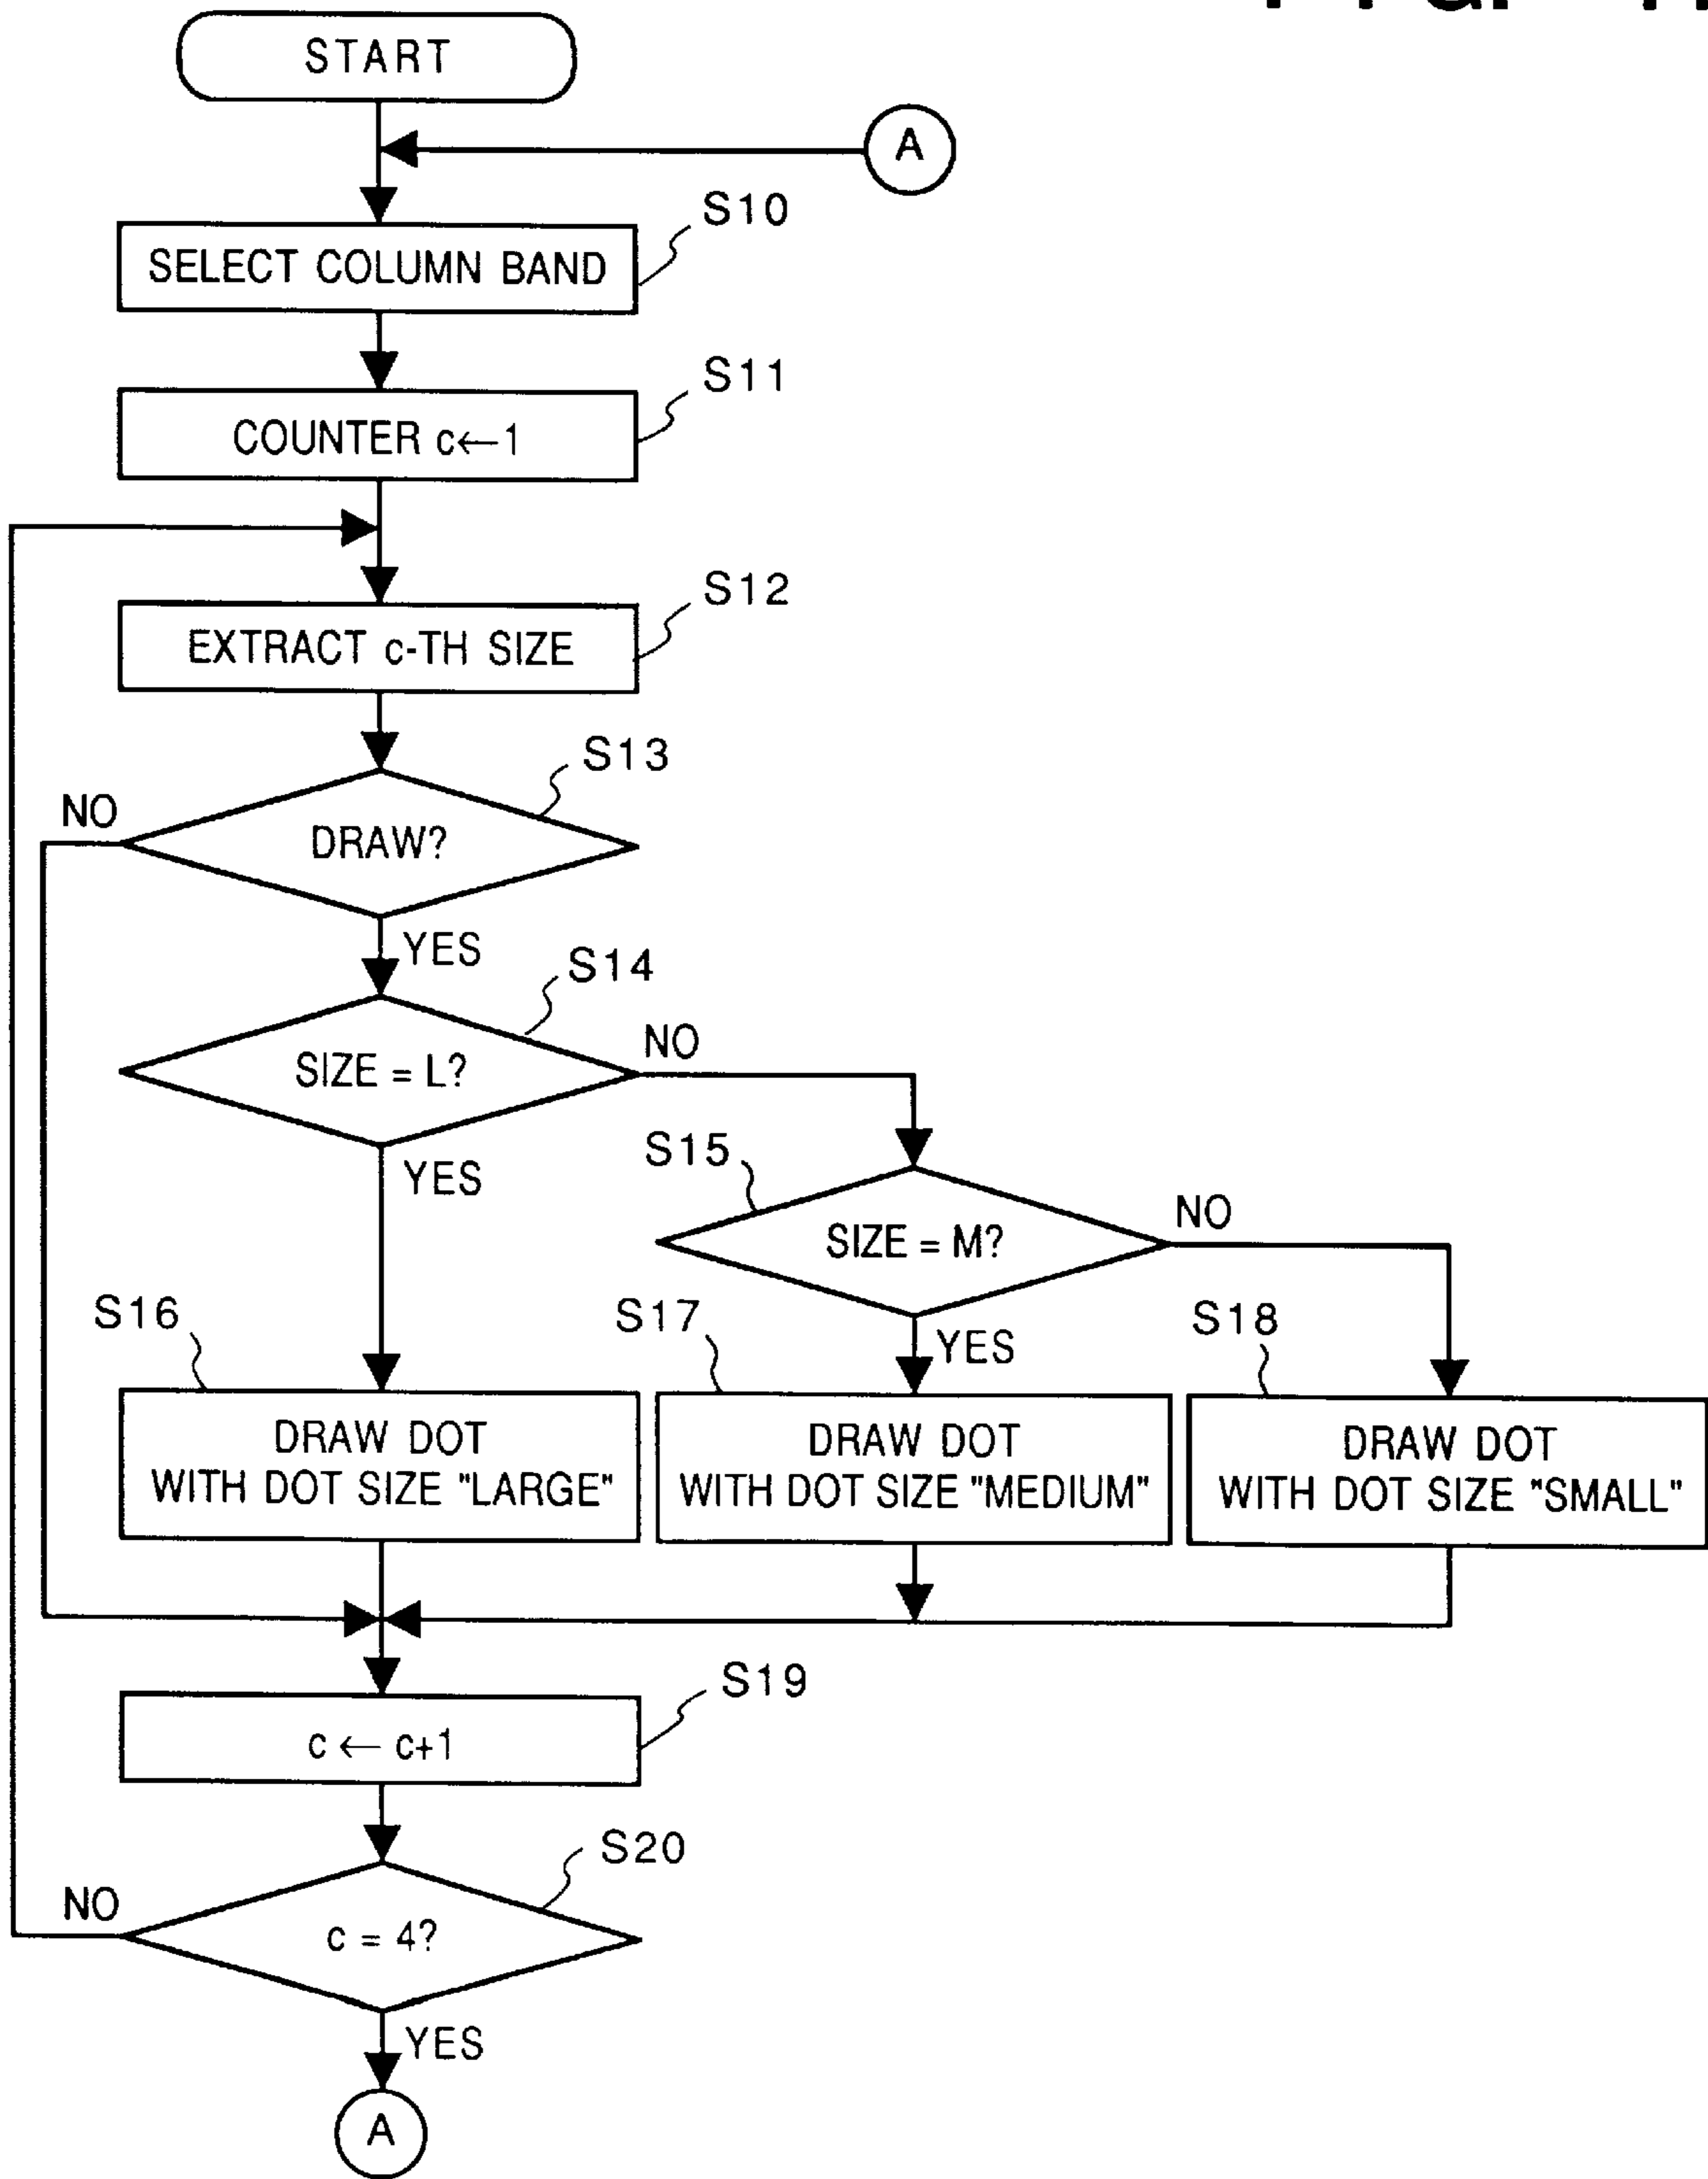 START
A
S10
SELECT COLUMN BAND
S11
COUNTER c←1
S12
EXTRACT c-TH SIZE
S13
NO
DRAW?
YES
S14
NO
SIZE = L?
YES
S15
NO
SIZE = M?
YES
S16
S17
S18
DRAW DOT
WITH DOT SIZE "LARGE"
DRAW DOT
WITH DOT SIZE "MEDIUM"
DRAW DOT
WITH DOT SIZE "SMALL"
S19
c ← c+1
S20
NO
c = 4?
YES
A